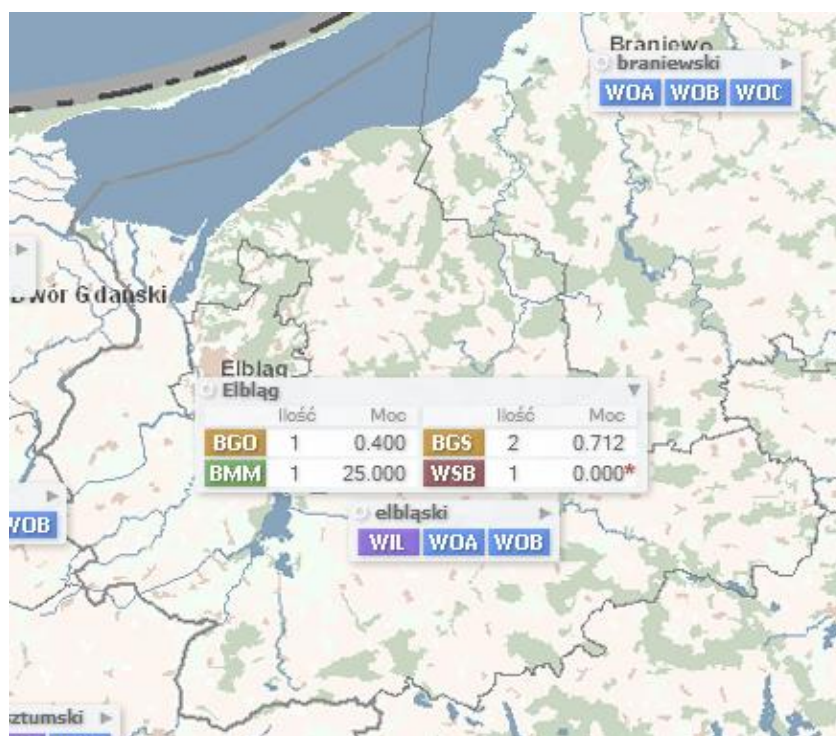 Braniewo
braniewski
WOA WOB WOC
Dwór Gdański
Elbląg
Elbląg
Ilość Moc Ilość Moc
BGO 1 0.400 BGS 2 0.712
BMM 1 25.000 WSB 1 0.000*
elbląski
WIL WOA WOB
WOB
sztumski